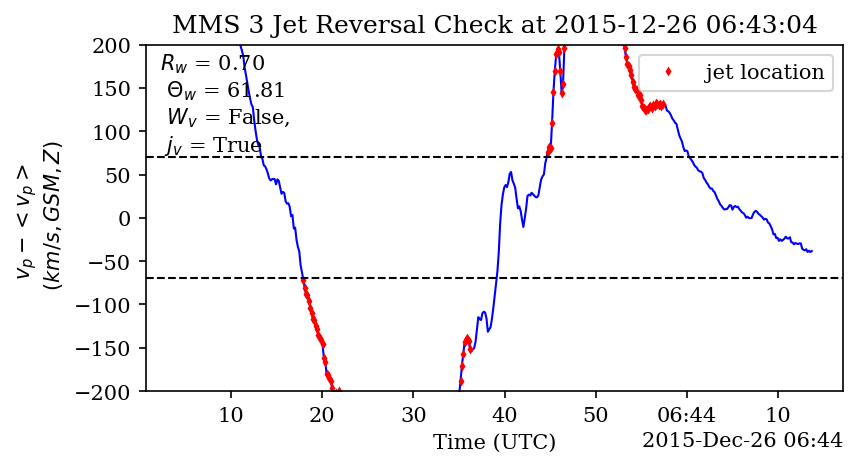 MMS 3 Jet Reversal Check at 2015-12-26 06:43:04
R_w = 0.70
Θ_w = 61.81
W_v = False,
j_v = True
jet location
v_p − < v_p >
(km/s, GSM, Z)
200
150
100
50
0
−50
−100
−150
−200
10 20 30 40 50 06:44 10
Time (UTC)
2015-Dec-26 06:44